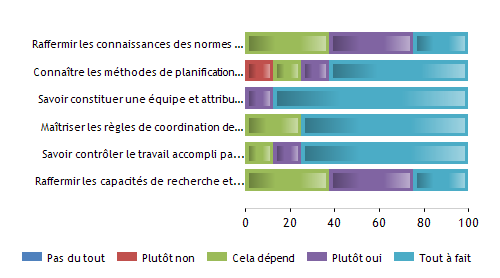 Raffermir les connaissances des normes ...
Connaître les méthodes de planification...
Savoir constituer une équipe et attribu...
Maîtriser les règles de coordination de...
Savoir contrôler le travail accompli pa...
Raffermir les capacités de recherche et...
0 20 40 60 80 100
Pas du tout Plutôt non Cela dépend Plutôt oui Tout à fait